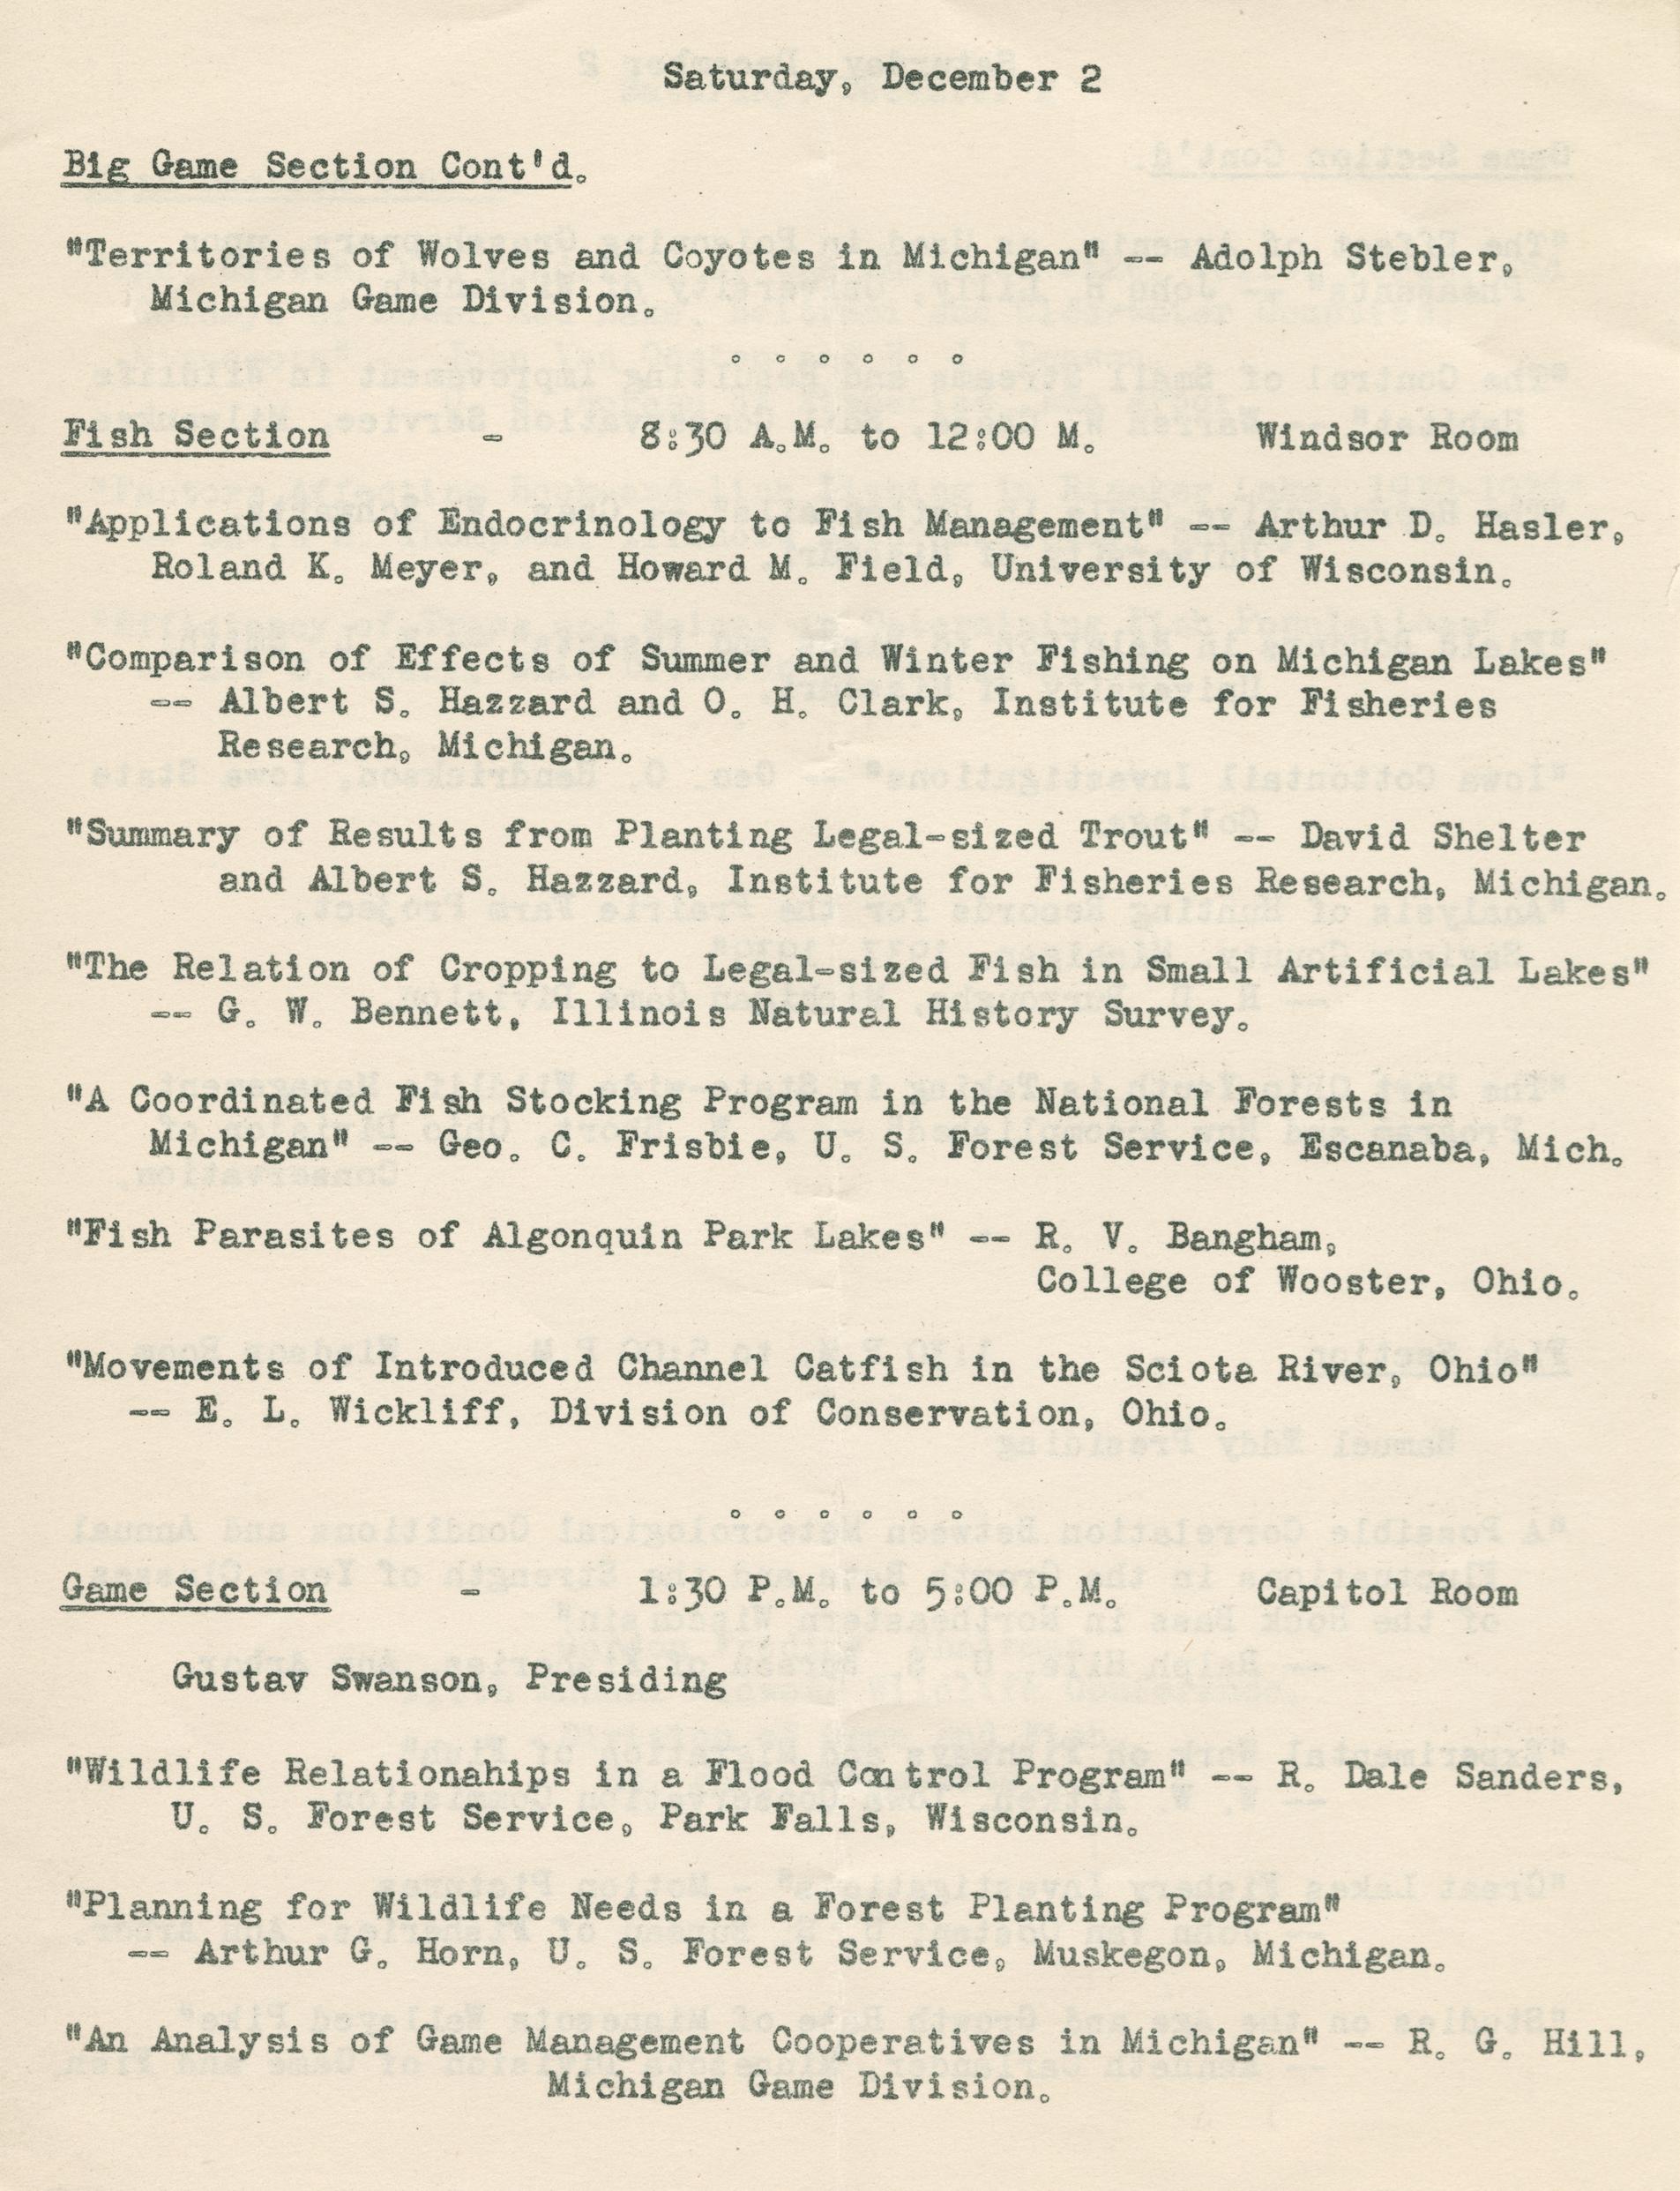 Saturday, December 2
Big Game Section Cont'd.
"Territories of Wolves and Coyotes in Michigan" -- Adolph Stebler,
Michigan Game Division.
. . . . . .
Fish Section - 8:30 A.M. to 12:00 M. Windsor Room
"Applications of Endocrinology to Fish Management" -- Arthur D. Hasler,
Roland K. Meyer, and Howard M. Field, University of Wisconsin.
"Comparison of Effects of Summer and Winter Fishing on Michigan Lakes"
-- Albert S. Hazzard and O. H. Clark, Institute for Fisheries
Research, Michigan.
"Summary of Results from Planting Legal-sized Trout" -- David Shelter
and Albert S. Hazzard, Institute for Fisheries Research, Michigan.
"The Relation of Cropping to Legal-sized Fish in Small Artificial Lakes"
-- G. W. Bennett, Illinois Natural History Survey.
"A Coordinated Fish Stocking Program in the National Forests in
Michigan" -- Geo. C. Frisbie, U. S. Forest Service, Escanaba, Mich.
"Fish Parasites of Algonquin Park Lakes" -- R. V. Bangham,
College of Wooster, Ohio.
"Movements of Introduced Channel Catfish in the Sciota River, Ohio"
-- E. L. Wickliff, Division of Conservation, Ohio.
. . . . . .
Game Section - 1:30 P.M. to 5:00 P.M. Capitol Room
Gustav Swanson, Presiding
"Wildlife Relationahips in a Flood Control Program" -- R. Dale Sanders,
U. S. Forest Service, Park Falls, Wisconsin.
"Planning for Wildlife Needs in a Forest Planting Program"
-- Arthur G. Horn, U. S. Forest Service, Muskegon, Michigan.
"An Analysis of Game Management Cooperatives in Michigan" -- R. G. Hill,
Michigan Game Division.